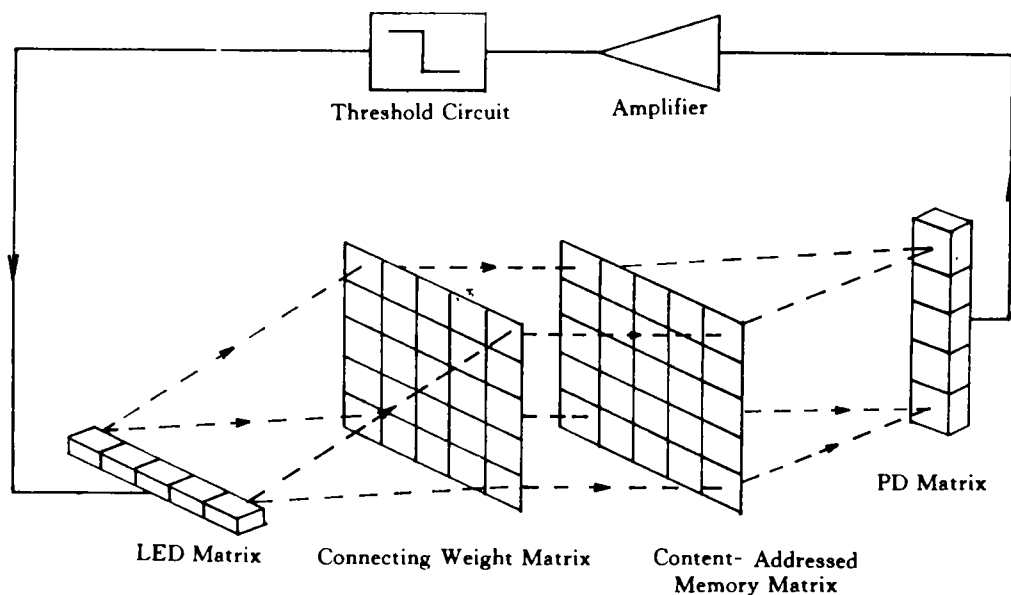 Threshold Circuit
Amplifier
PD Matrix
LED Matrix
Connecting Weight Matrix
Content- Addressed
Memory Matrix